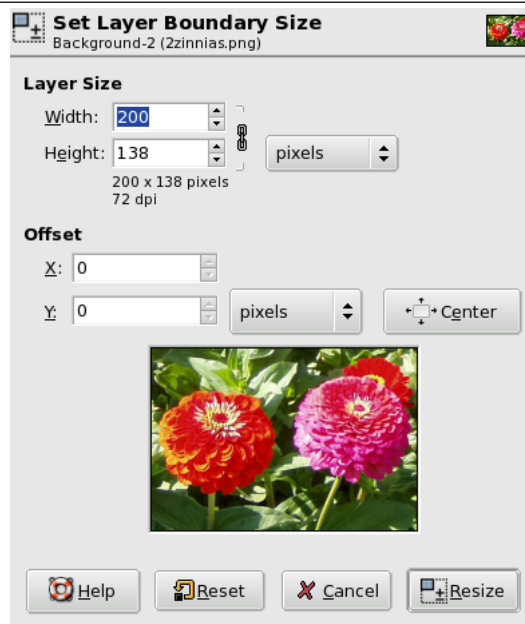 Set Layer Boundary Size
Background-2 (2zinnias.png)
Layer Size
Width: 200
Height: 138 pixels
200 x 138 pixels
72 dpi
Offset
X: 0
Y: 0 pixels Center
Help Reset Cancel Resize